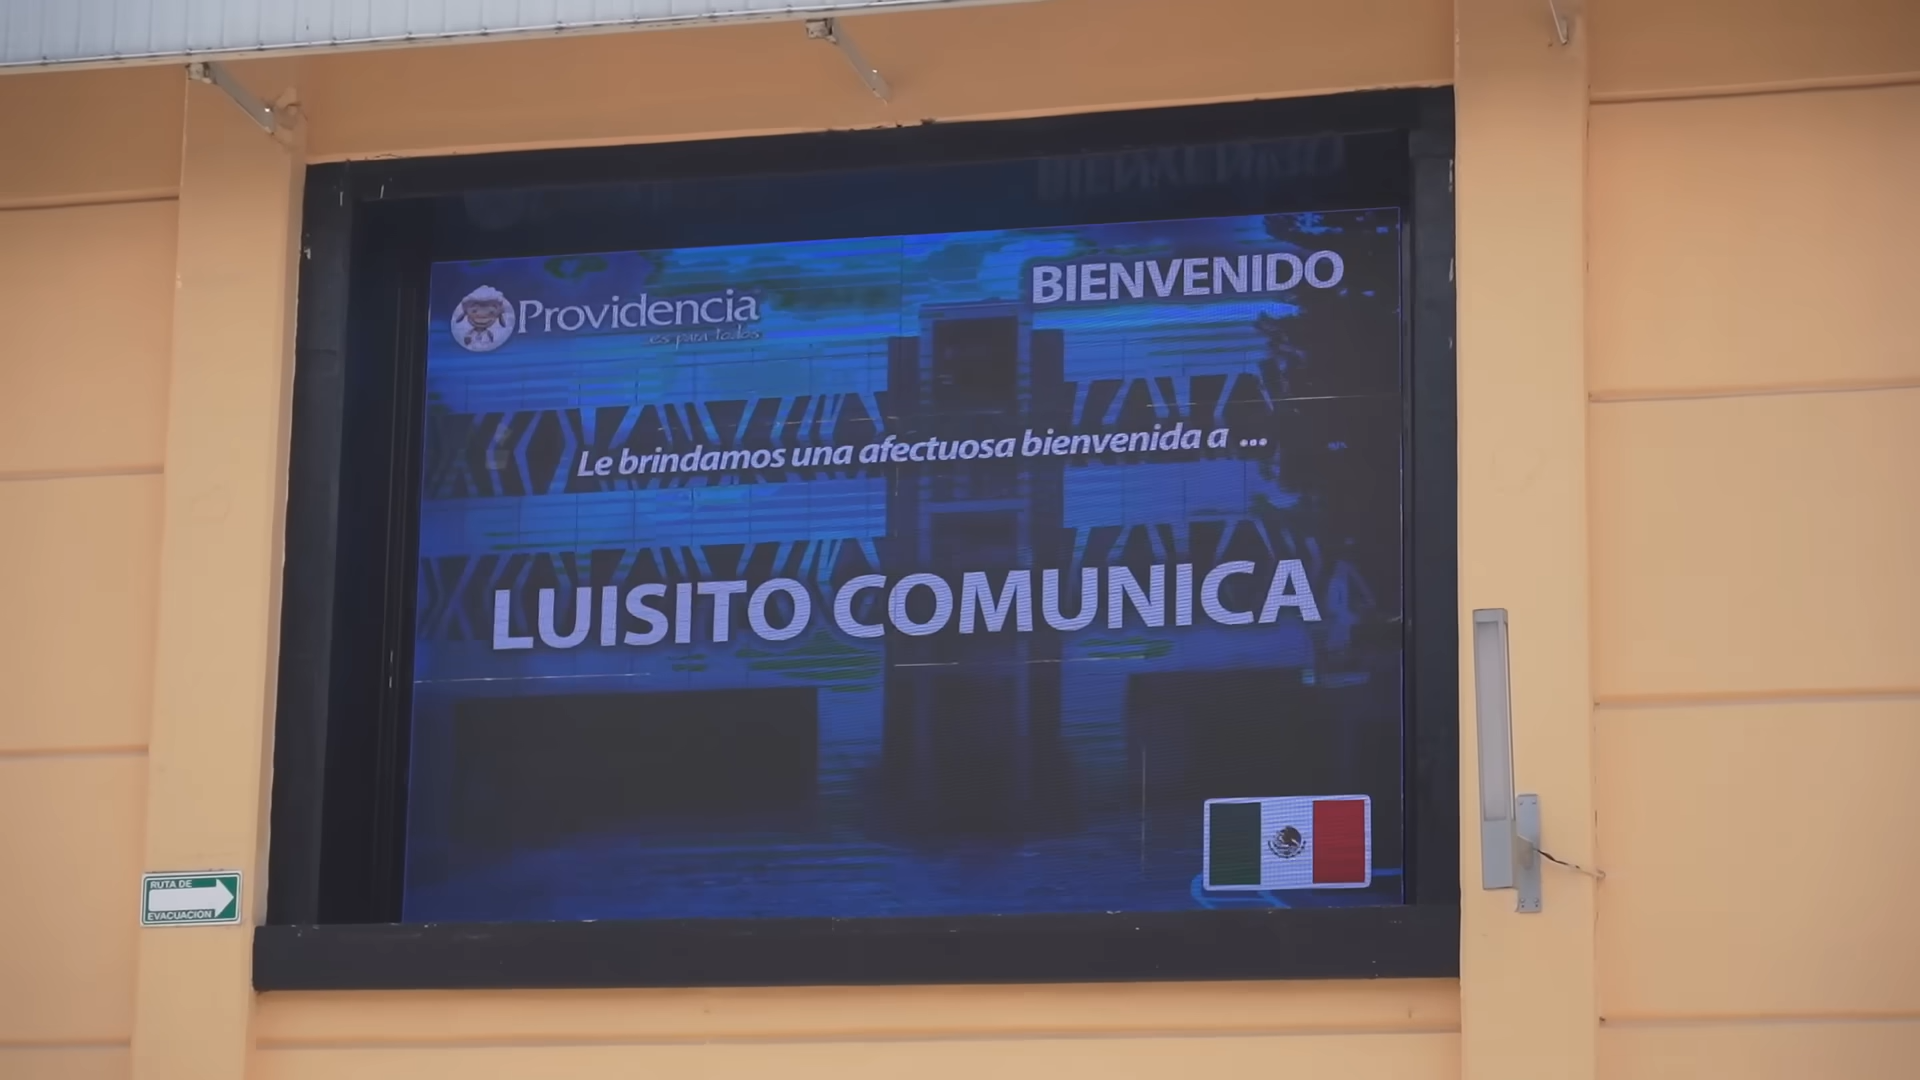 Providencia
...es para todos
BIENVENIDO
Le brindamos una afectuosa bienvenida a ...
LUISITO COMUNICA
RUTA DE
EVACUACION